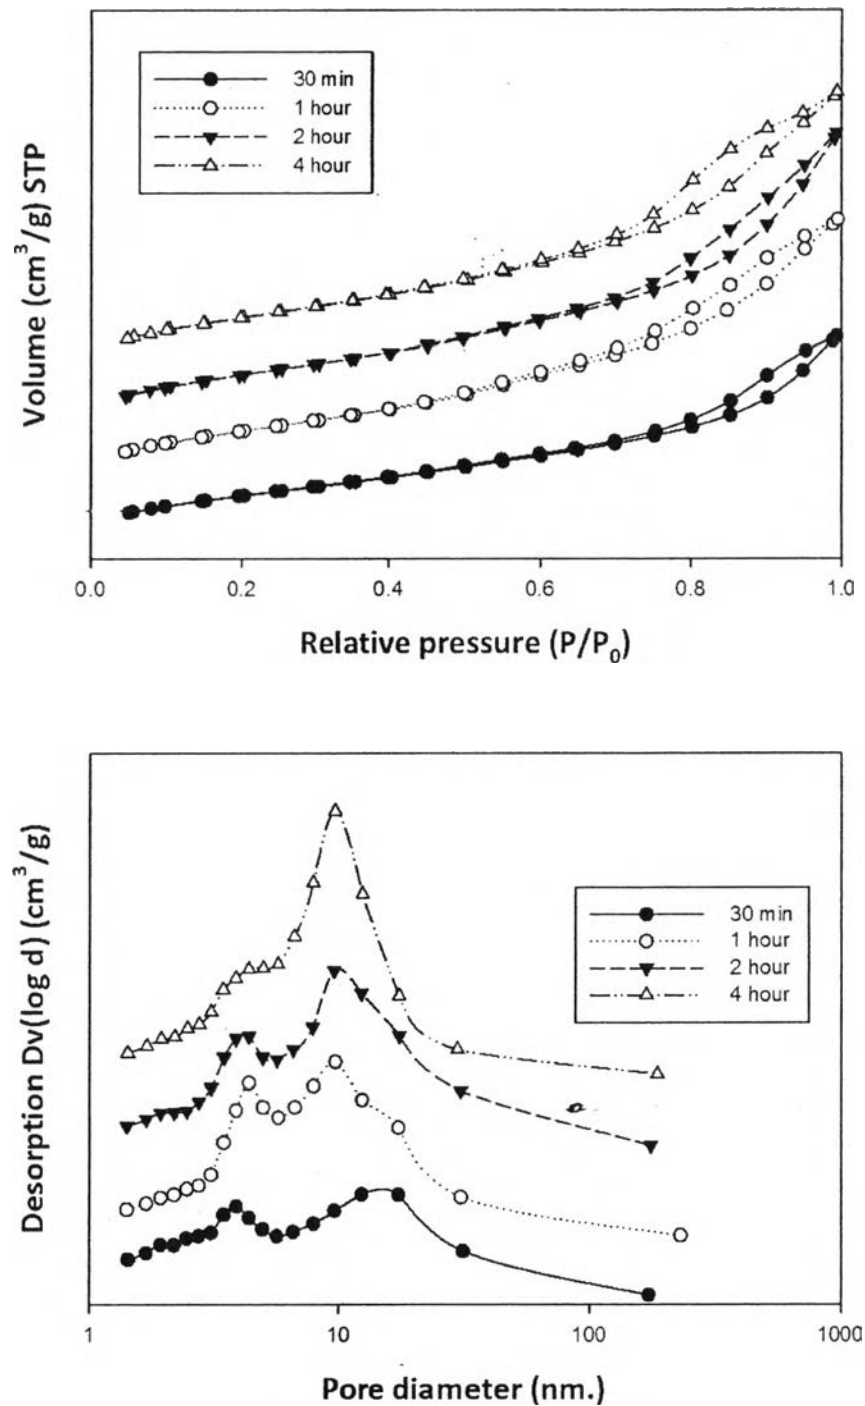 30 min
1 hour
2 hour
4 hour
Volume (cm³/g) STP
0.0 0.2 0.4 0.6 0.8 1.0
Relative pressure (P/P₀)
30 min
1 hour
2 hour
4 hour
Desorption Dv(log d) (cm³/g)
1 10 100 1000
Pore diameter (nm.)